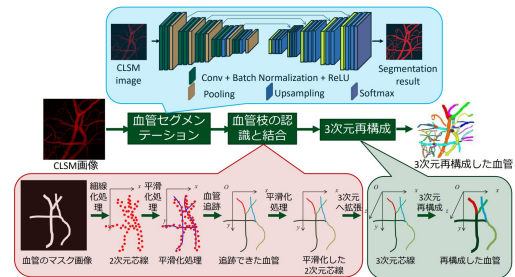 CLSM
image
Segmentation
result
Conv + Batch Normalization + ReLU
Pooling
Upsampling
Softmax
血管セグメン
テーション
血管枝の認
識と結合
3次元再構成
CLSM画像
3次元再構成した血管
細線
化処理
平滑
化処理
血管
追跡
平滑化
処理
3次元
へ拡張
3次元
再構成
O
x
y
O
x
y
O
x
y
z
O
x
y
z
血管のマスク画像
2次元芯線
平滑化処理
追跡できた血管
平滑化した
2次元芯線
3次元芯線
再構成した血管